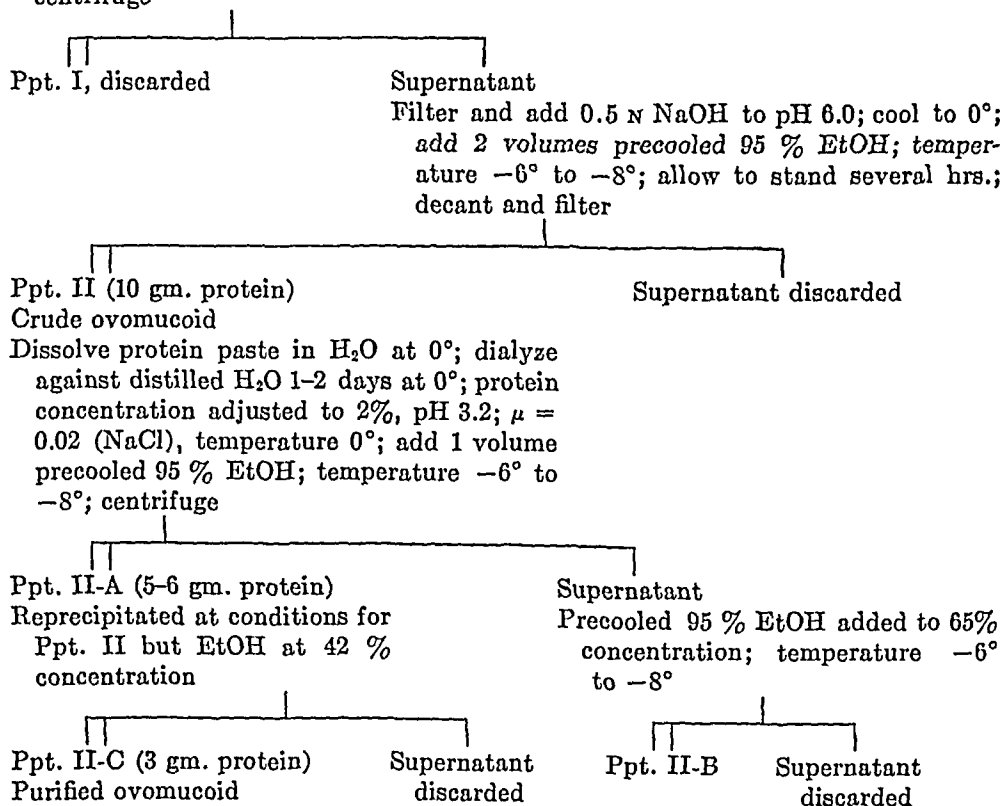 centrifuge
Ppt. I, discarded
Supernatant
Filter and add 0.5 N NaOH to pH 6.0; cool to 0°;
add 2 volumes precooled 95 % EtOH; temper-
ature −6° to −8°; allow to stand several hrs.;
decant and filter
Ppt. II (10 gm. protein)
Crude ovomucoid
Dissolve protein paste in H₂O at 0°; dialyze
against distilled H₂O 1–2 days at 0°; protein
concentration adjusted to 2%, pH 3.2; μ =
0.02 (NaCl), temperature 0°; add 1 volume
precooled 95 % EtOH; temperature −6° to
−8°; centrifuge
Supernatant discarded
Ppt. II-A (5–6 gm. protein)
Reprecipitated at conditions for
Ppt. II but EtOH at 42 %
concentration
Supernatant
Precooled 95 % EtOH added to 65%
concentration; temperature −6°
to −8°
Ppt. II-C (3 gm. protein)
Purified ovomucoid
Supernatant
discarded
Ppt. II-B
Supernatant
discarded